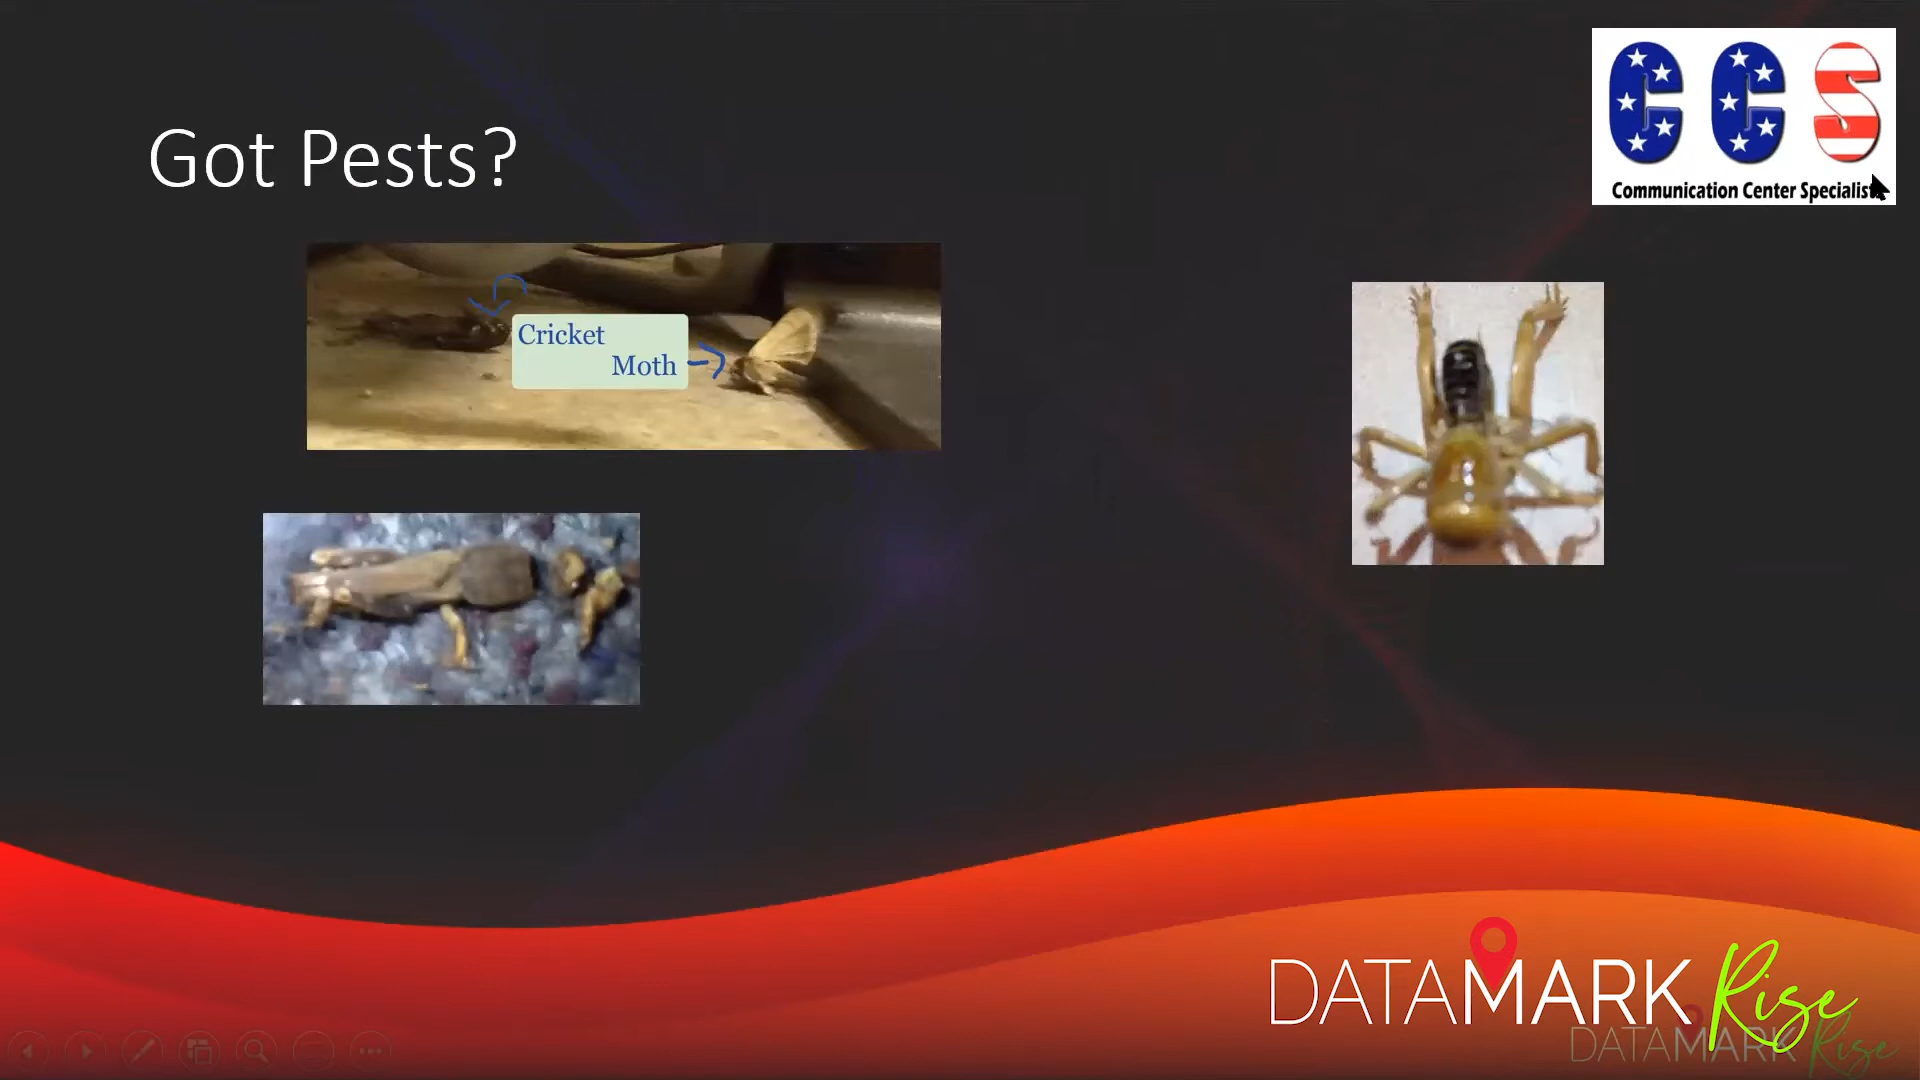 Got Pests?
CCS
Communication Center Specialists
Cricket
Moth
DATAMARK Rise
DATAMARK Rise